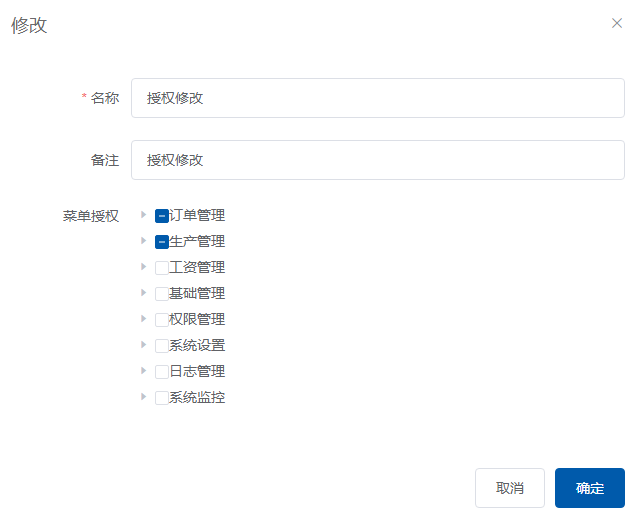 修改
* 名称 授权修改
备注 授权修改
菜单授权 订单管理
生产管理
工资管理
基础管理
权限管理
系统设置
日志管理
系统监控
取消 确定